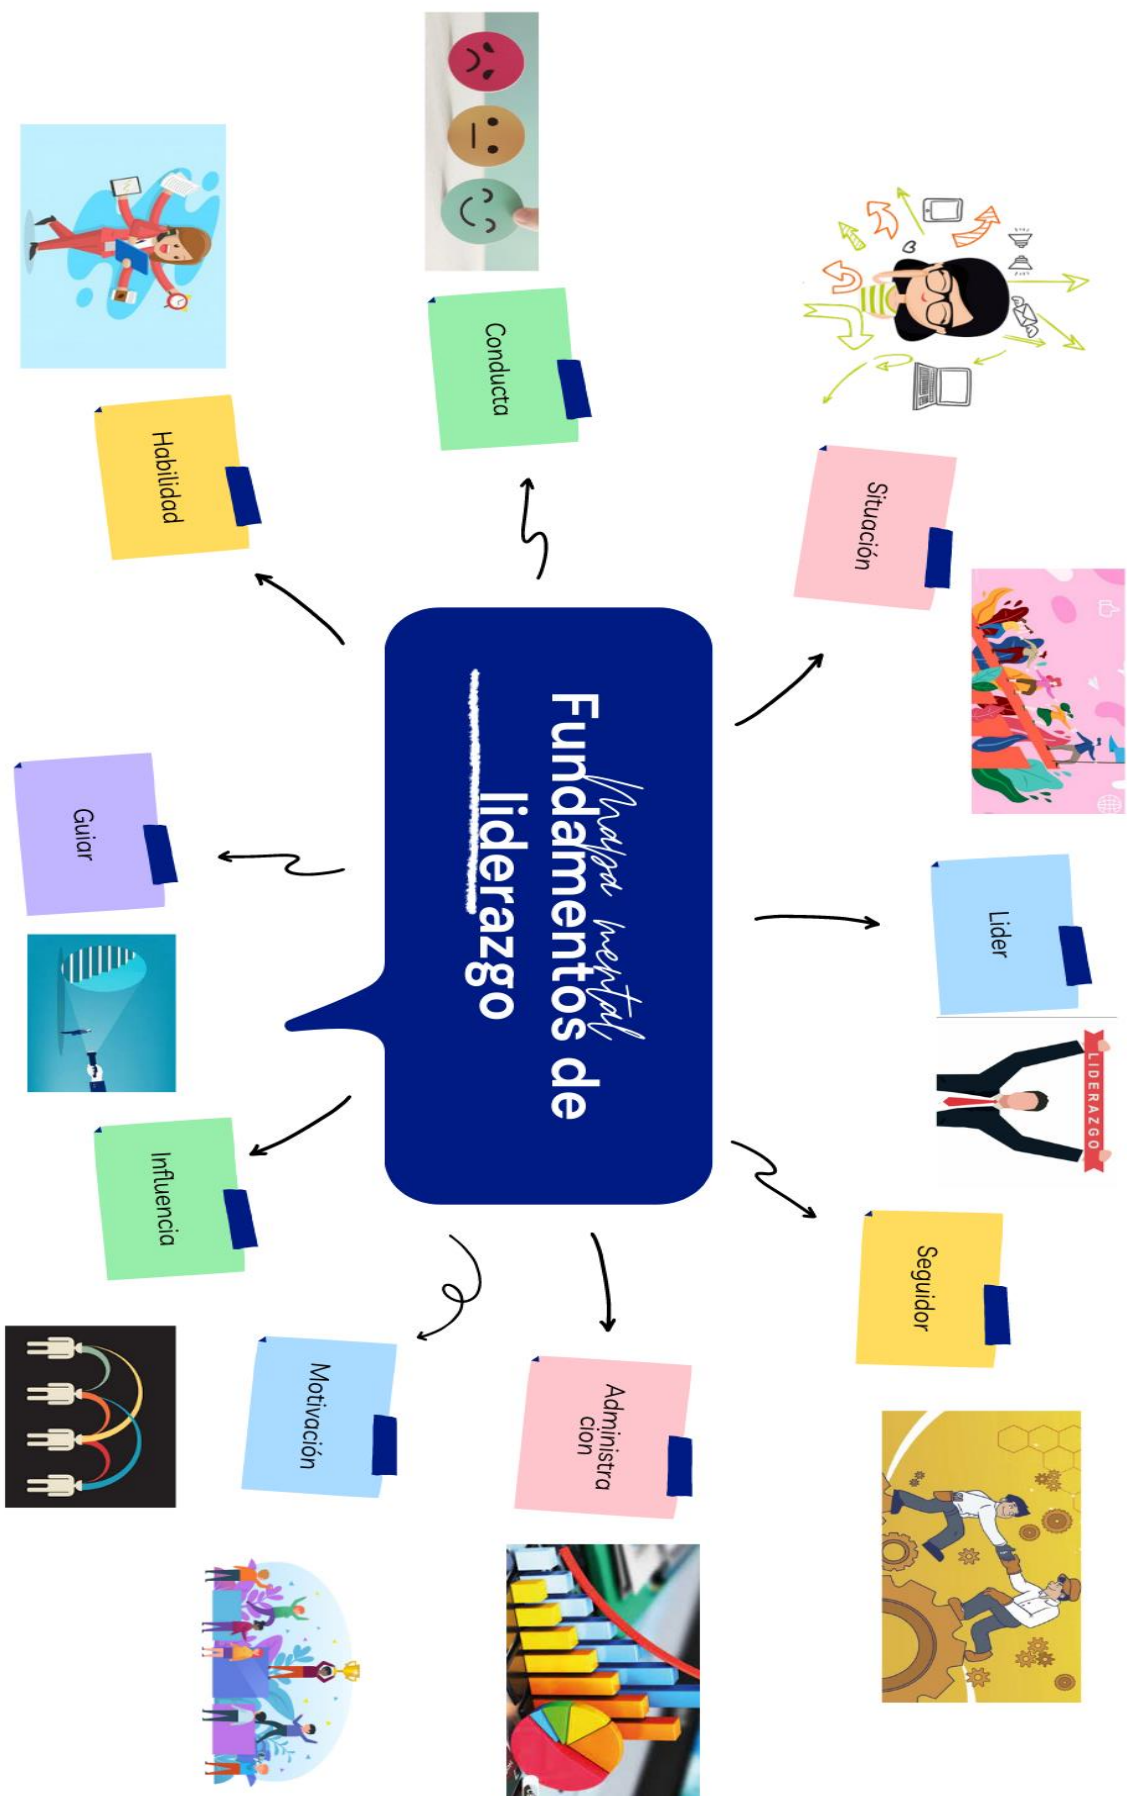 Mapa mental
Fundamentos de
liderazgo
Conducta
Situación
Lider
LIDERAZGO
Seguidor
Administra
cion
Motivación
Influencia
Guiar
Habilidad